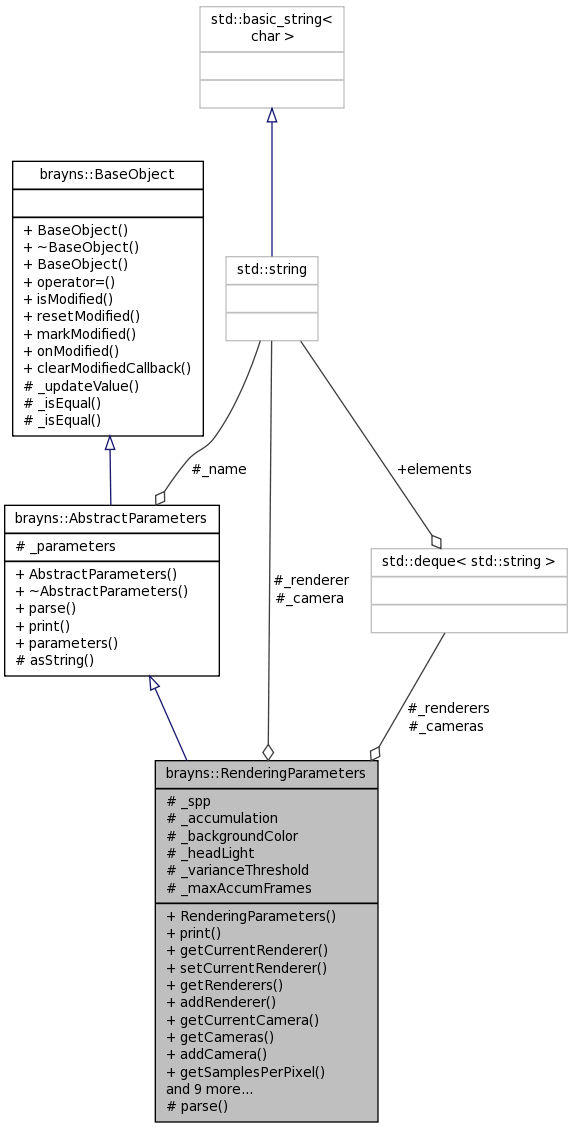 std::basic_string<
char >
brayns::BaseObject
+ BaseObject()
+ ~BaseObject()
+ BaseObject()
+ operator=()
+ isModified()
+ resetModified()
+ markModified()
+ onModified()
+ clearModifiedCallback()
# _updateValue()
# _isEqual()
# _isEqual()
std::string
#_name
+elements
brayns::AbstractParameters
# _parameters
+ AbstractParameters()
+ ~AbstractParameters()
+ parse()
+ print()
+ parameters()
# asString()
#_renderer
#_camera
std::deque< std::string >
#_renderers
#_cameras
brayns::RenderingParameters
# _spp
# _accumulation
# _backgroundColor
# _headLight
# _varianceThreshold
# _maxAccumFrames
+ RenderingParameters()
+ print()
+ getCurrentRenderer()
+ setCurrentRenderer()
+ getRenderers()
+ addRenderer()
+ getCurrentCamera()
+ getCameras()
+ addCamera()
+ getSamplesPerPixel()
and 9 more...
# parse()